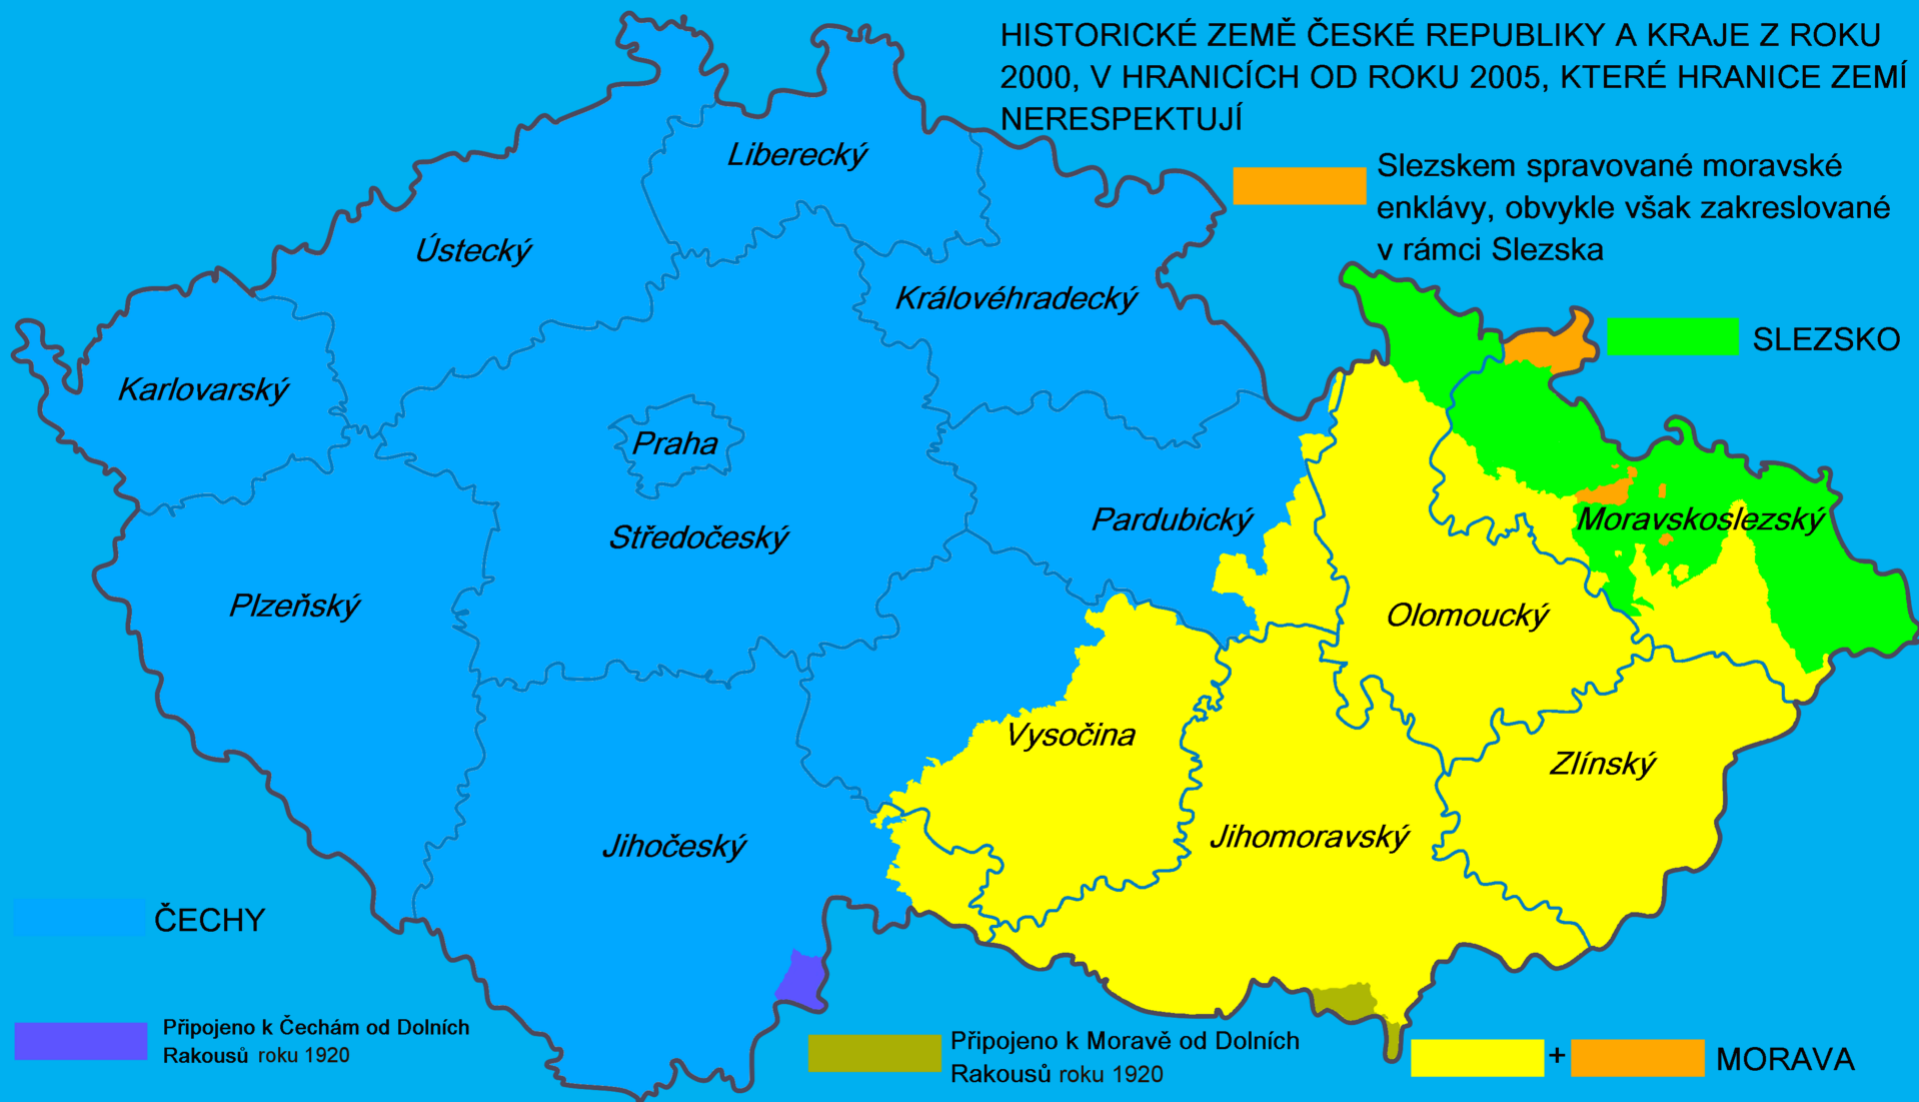 HISTORICKÉ ZEMĚ ČESKÉ REPUBLIKY A KRAJE Z ROKU
2000, V HRANICÍCH OD ROKU 2005, KTERÉ HRANICE ZEMÍ
NERESPEKTUJÍ
Slezskem spravované moravské
enklávy, obvykle však zakreslované
v rámci Slezska
SLEZSKO
Liberecký
Ústecký
Královéhradecký
Karlovarský
Praha
Středočeský
Pardubický
Moravskoslezský
Plzeňský
Olomoucký
Vysočina
Zlínský
Jihočeský
Jihomoravský
ČECHY
Připojeno k Čechám od Dolních
Rakousů roku 1920
Připojeno k Moravě od Dolních
Rakousů roku 1920
+ MORAVA